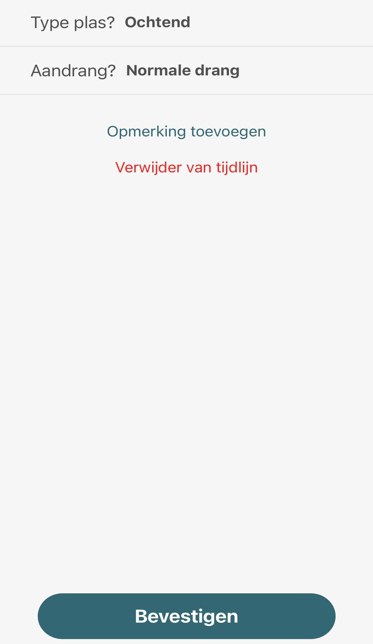 Type plas? Ochtend
Aandrang? Normale drang
Opmerking toevoegen
Verwijder van tijdlijn
Bevestigen